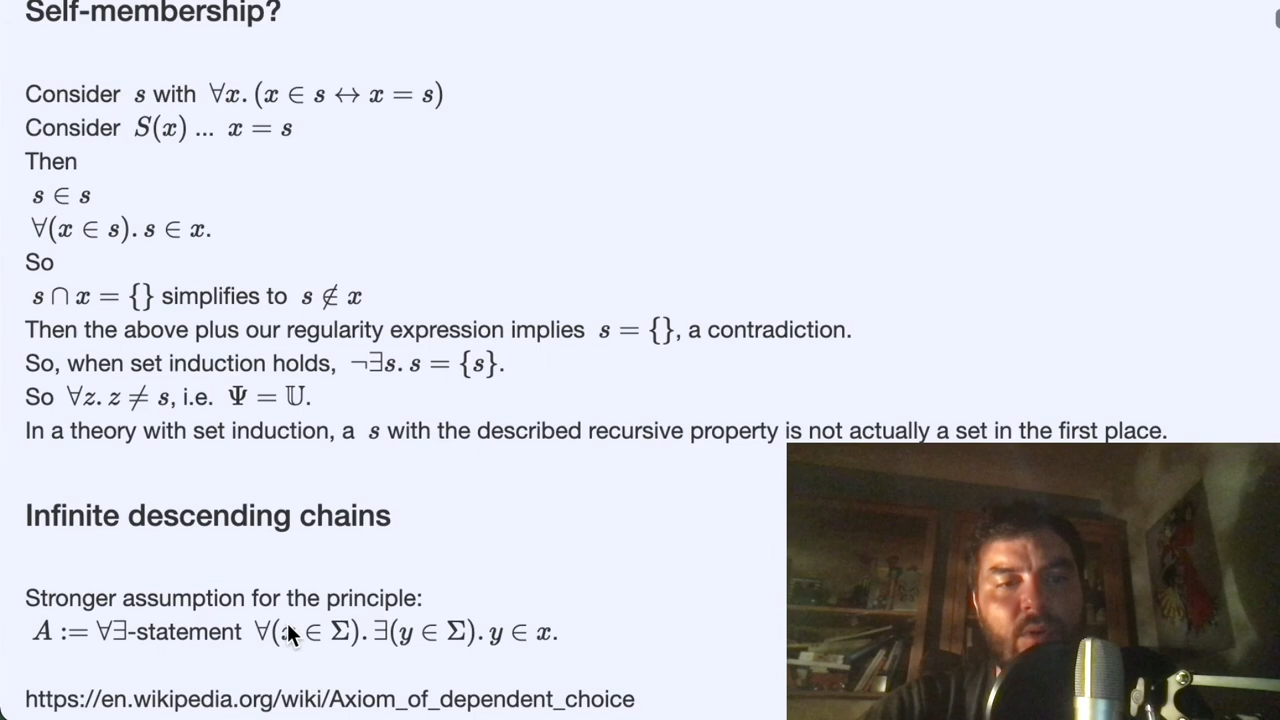 Self-membership?
Consider s with ∀x. (x ∈ s ↔ x = s)
Consider S(x) ... x = s
Then
s ∈ s
∀(x ∈ s). s ∈ x.
So
s ∩ x = {} simplifies to s ∉ x
Then the above plus our regularity expression implies s = {}, a contradiction.
So, when set induction holds, ¬∃s. s = {s}.
So ∀z. z ≠ s, i.e. Ψ = 𝕌.
In a theory with set induction, a s with the described recursive property is not actually a set in the first place.
Infinite descending chains
Stronger assumption for the principle:
A := ∀∃-statement ∀(x ∈ Σ). ∃(y ∈ Σ). y ∈ x.
https://en.wikipedia.org/wiki/Axiom_of_dependent_choice